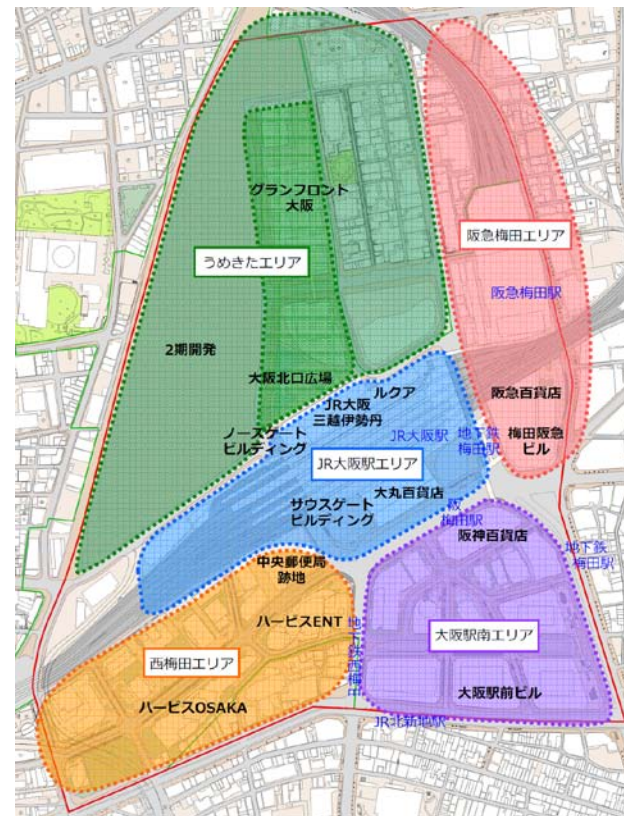 グランフロント
大阪
阪急梅田エリア
うめきたエリア
阪急梅田駅
2期開発
大阪北口広場
ルクア
JR大阪
三越伊勢丹
阪急百貨店
ノースゲート
ビルディング
JR大阪駅
地下鉄
梅田駅
梅田阪急
ビル
JR大阪駅エリア
大丸百貨店
サウスゲート
ビルディング
阪
梅田駅
阪神百貨店
中央郵便局
跡地
地下鉄
梅田駅
ハービスENT
大阪駅南エリア
西梅田エリア
大阪駅前ビル
ハービスOSAKA
JR北新地駅